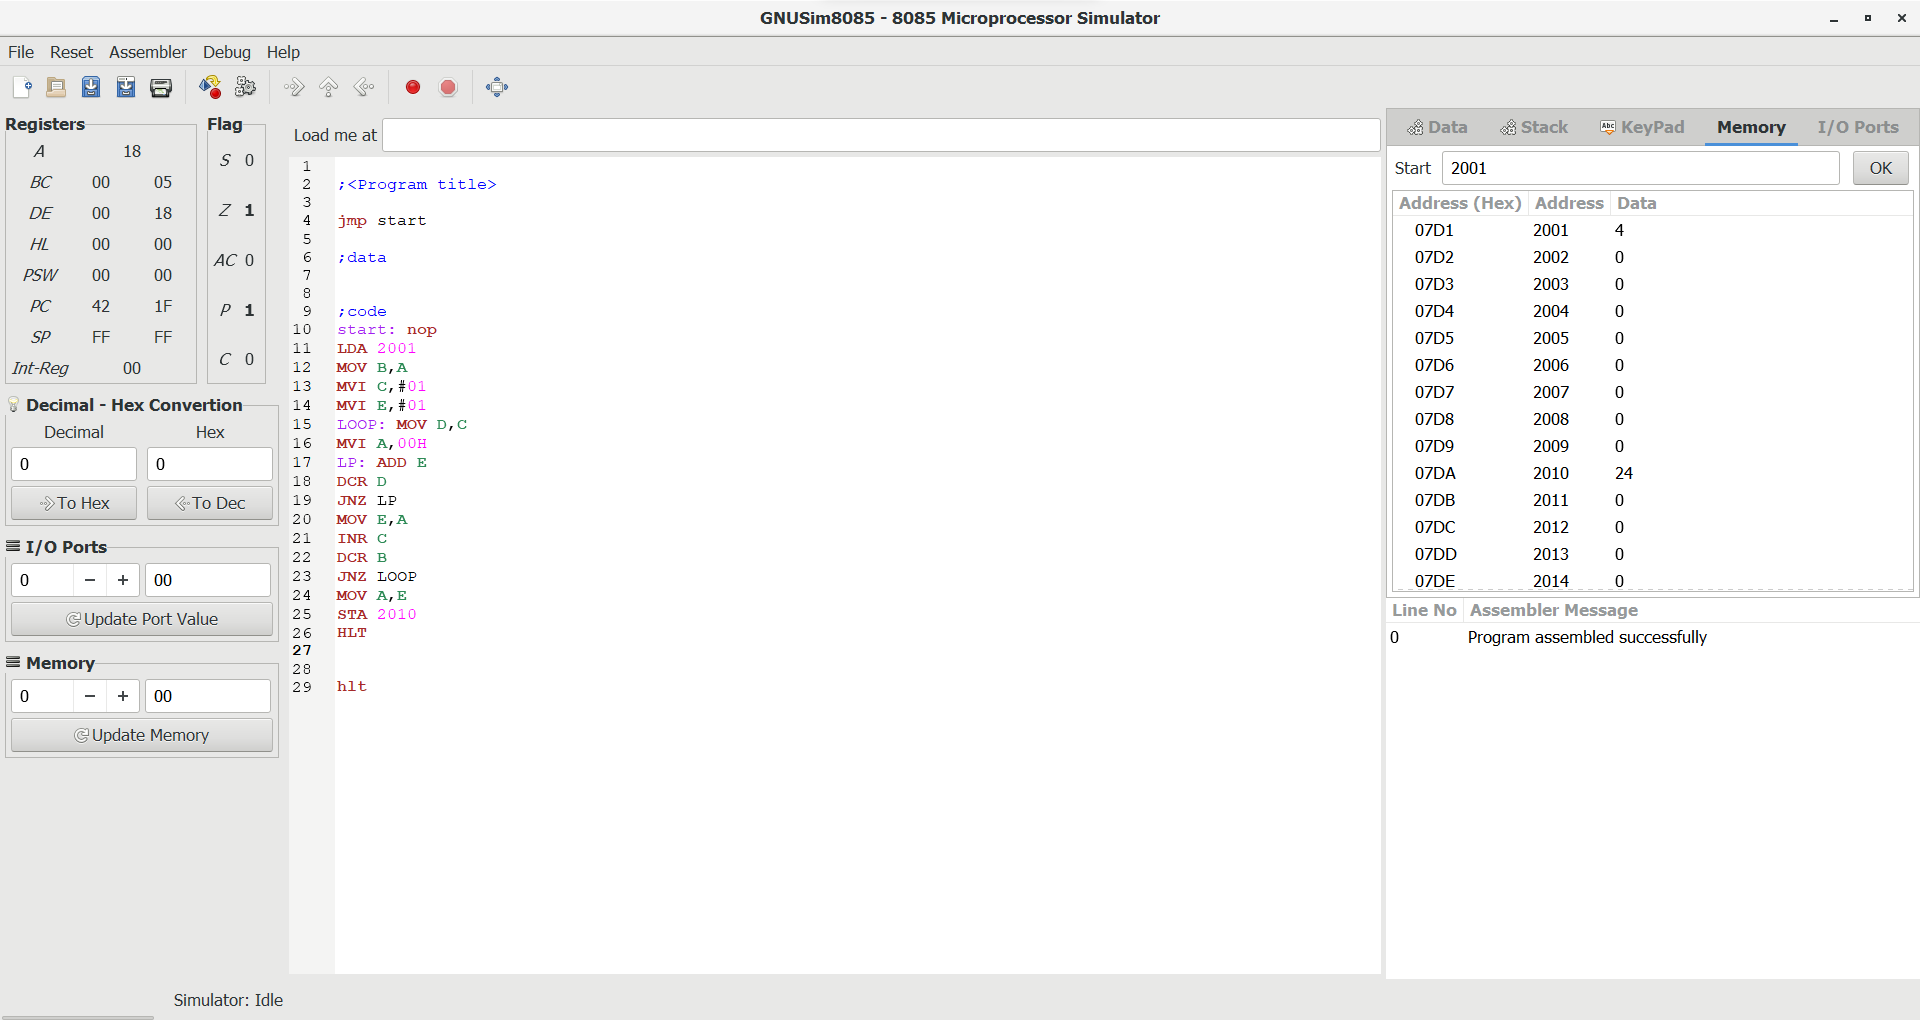 GNUSim8085 - 8085 Microprocessor Simulator
File Reset Assembler Debug Help
Registers
A 18
BC 00 05
DE 00 18
HL 00 00
PSW 00 00
PC 42 1F
SP FF FF
Int-Reg 00
Flag
S 0
Z 1
AC 0
P 1
C 0
Decimal - Hex Convertion
Decimal Hex
0 0
To Hex To Dec
I/O Ports
0 − + 00
Update Port Value
Memory
0 − + 00
Update Memory
Load me at
1
2 ;<Program title>
3
4 jmp start
5
6 ;data
7
8
9 ;code
10 start: nop
11 LDA 2001
12 MOV B,A
13 MVI C,#01
14 MVI E,#01
15 LOOP: MOV D,C
16 MVI A,00H
17 LP: ADD E
18 DCR D
19 JNZ LP
20 MOV E,A
21 INR C
22 DCR B
23 JNZ LOOP
24 MOV A,E
25 STA 2010
26 HLT
27
28
29 hlt
Data Stack Abc KeyPad Memory I/O Ports
Start 2001 OK
Address (Hex) Address Data
07D1 2001 4
07D2 2002 0
07D3 2003 0
07D4 2004 0
07D5 2005 0
07D6 2006 0
07D7 2007 0
07D8 2008 0
07D9 2009 0
07DA 2010 24
07DB 2011 0
07DC 2012 0
07DD 2013 0
07DE 2014 0
Line No Assembler Message
0 Program assembled successfully
Simulator: Idle